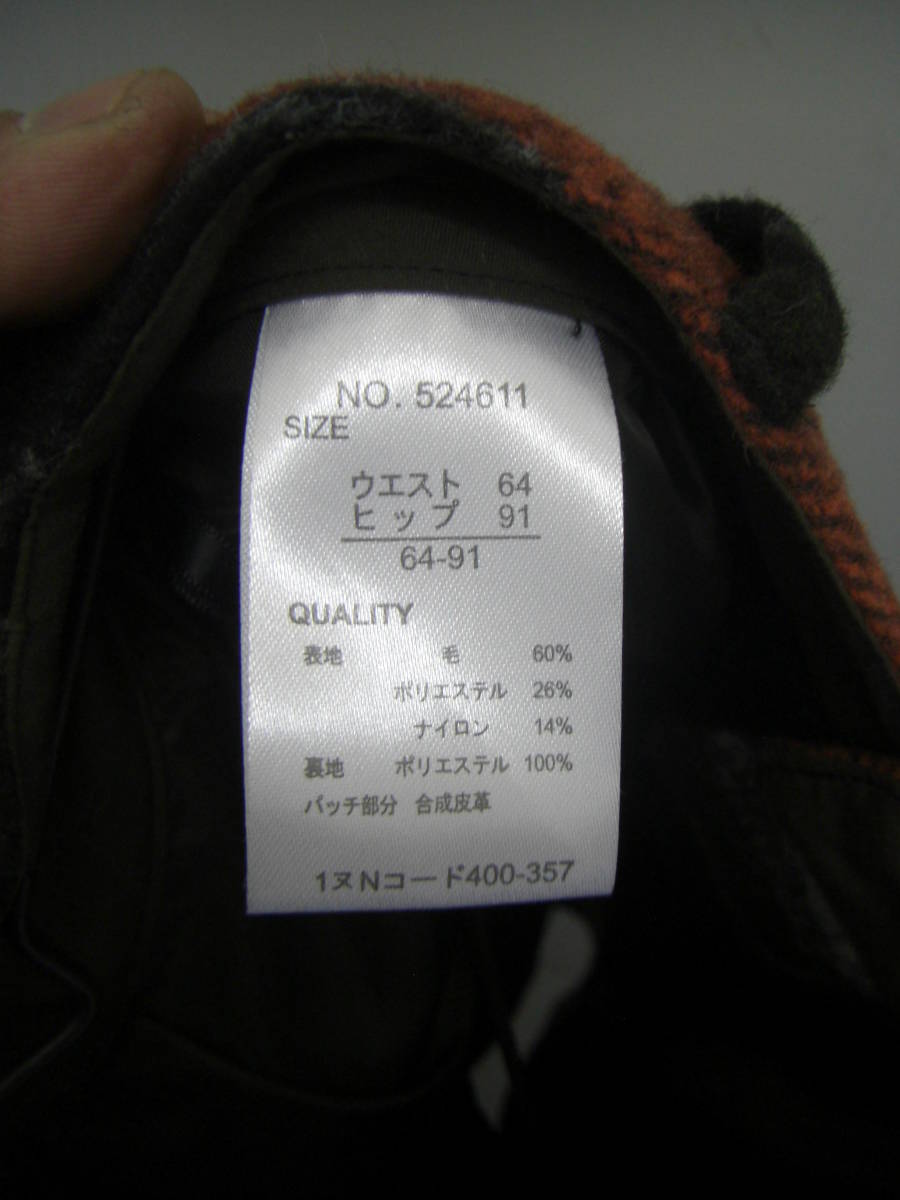 NO. 524611
SIZE
ウエスト 64
ヒップ 91
64-91
QUALITY
表地 毛 60%
ポリエステル 26%
ナイロン 14%
裏地 ポリエステル 100%
パッチ部分 合成皮革
1ヌNコード400-357